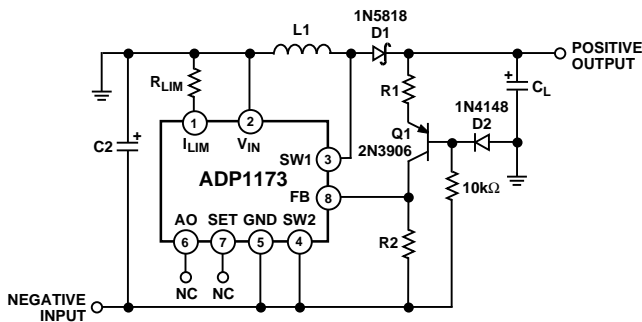 1N5818
D1
L1
POSITIVE
OUTPUT
RLIM
R1
CL
1N4148
D2
1
2
ILIM
VIN
C2
Q1
2N3906
SW1
3
ADP1173
FB
8
10kΩ
AO
SET
GND
SW2
6
7
5
4
R2
NC
NC
NEGATIVE
INPUT